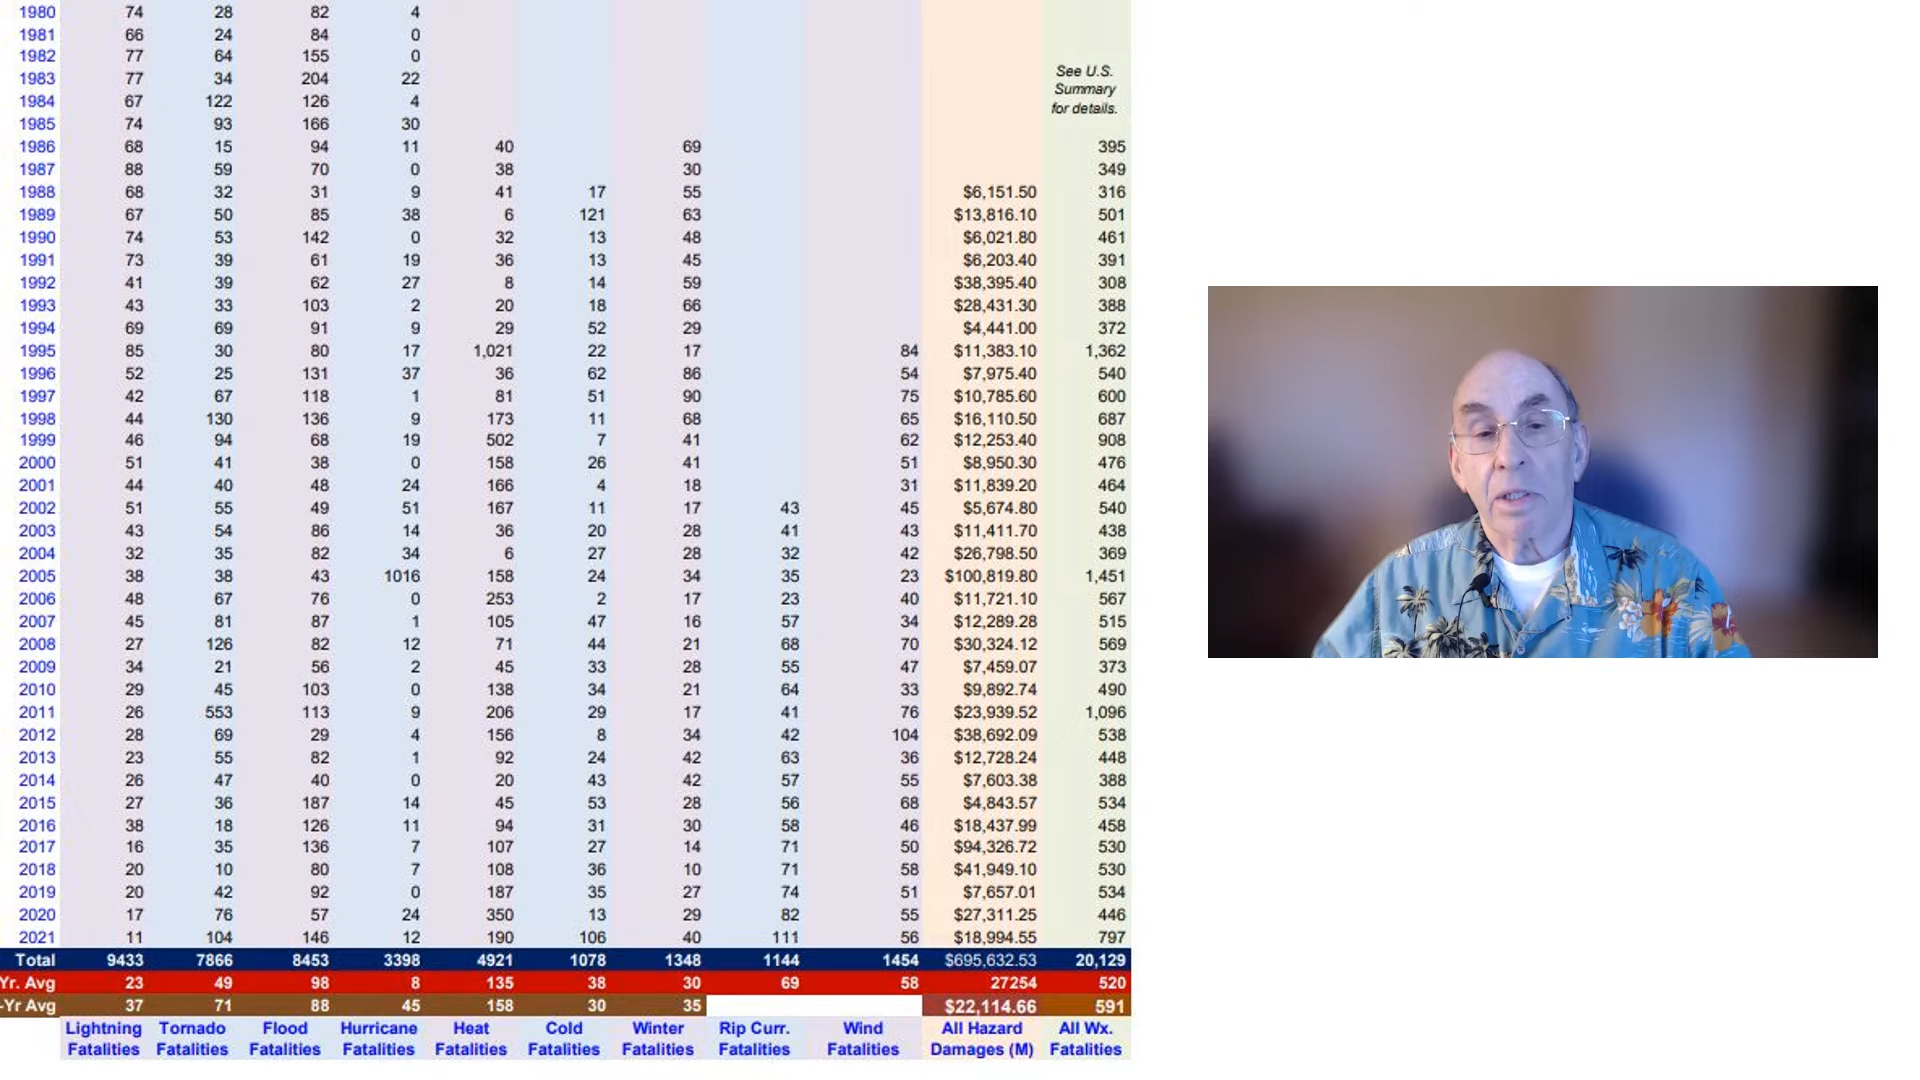 1980 74 28 82 4
1981 66 24 84 0
1982 77 64 155 0
1983 77 34 204 22
See U.S.
Summary
for details.
1984 67 122 126 4
1985 74 93 166 30
1986 68 15 94 11 40 69 395
1987 88 59 70 0 38 30 349
1988 68 32 31 9 41 17 55 $6,151.50 316
1989 67 50 85 38 6 121 63 $13,816.10 501
1990 74 53 142 0 32 13 48 $6,021.80 461
1991 73 39 61 19 36 13 45 $6,203.40 391
1992 41 39 62 27 8 14 59 $38,395.40 308
1993 43 33 103 2 20 18 66 $28,431.30 388
1994 69 69 91 9 29 52 29 $4,441.00 372
1995 85 30 80 17 1,021 22 17 84 $11,383.10 1,362
1996 52 25 131 37 36 62 86 54 $7,975.40 540
1997 42 67 118 1 81 51 90 75 $10,785.60 600
1998 44 130 136 9 173 11 68 65 $16,110.50 687
1999 46 94 68 19 502 7 41 62 $12,253.40 908
2000 51 41 38 0 158 26 41 51 $8,950.30 476
2001 44 40 48 24 166 4 18 31 $11,839.20 464
2002 51 55 49 51 167 11 17 43 45 $5,674.80 540
2003 43 54 86 14 36 20 28 41 43 $11,411.70 438
2004 32 35 82 34 6 27 28 32 42 $26,798.50 369
2005 38 38 43 1016 158 24 34 35 23 $100,819.80 1,451
2006 48 67 76 0 253 2 17 23 40 $11,721.10 567
2007 45 81 87 1 105 47 16 57 34 $12,289.28 515
2008 27 126 82 12 71 44 21 68 70 $30,324.12 569
2009 34 21 56 2 45 33 28 55 47 $7,459.07 373
2010 29 45 103 0 138 34 21 64 33 $9,892.74 490
2011 26 553 113 9 206 29 17 41 76 $23,939.52 1,096
2012 28 69 29 4 156 8 34 42 104 $38,692.09 538
2013 23 55 82 1 92 24 42 63 36 $12,728.24 448
2014 26 47 40 0 20 43 42 57 55 $7,603.38 388
2015 27 36 187 14 45 53 28 56 68 $4,843.57 534
2016 38 18 126 11 94 31 30 58 46 $18,437.99 458
2017 16 35 136 7 107 27 14 71 50 $94,326.72 530
2018 20 10 80 7 108 36 10 71 58 $41,949.10 530
2019 20 42 92 0 187 35 27 74 51 $7,657.01 534
2020 17 76 57 24 350 13 29 82 55 $27,311.25 446
2021 11 104 146 12 190 106 40 111 56 $18,994.55 797
Total 9433 7866 8453 3398 4921 1078 1348 1144 1454 $695,632.53 20,129
Yr. Avg 23 49 98 8 135 38 30 69 58 27254 520
-Yr Avg 37 71 88 45 158 30 35 $22,114.66 591
Lightning Tornado Flood Hurricane Heat Cold Winter Rip Curr. Wind All Hazard All Wx.
Fatalities Fatalities Fatalities Fatalities Fatalities Fatalities Fatalities Fatalities Fatalities Damages (M) Fatalities